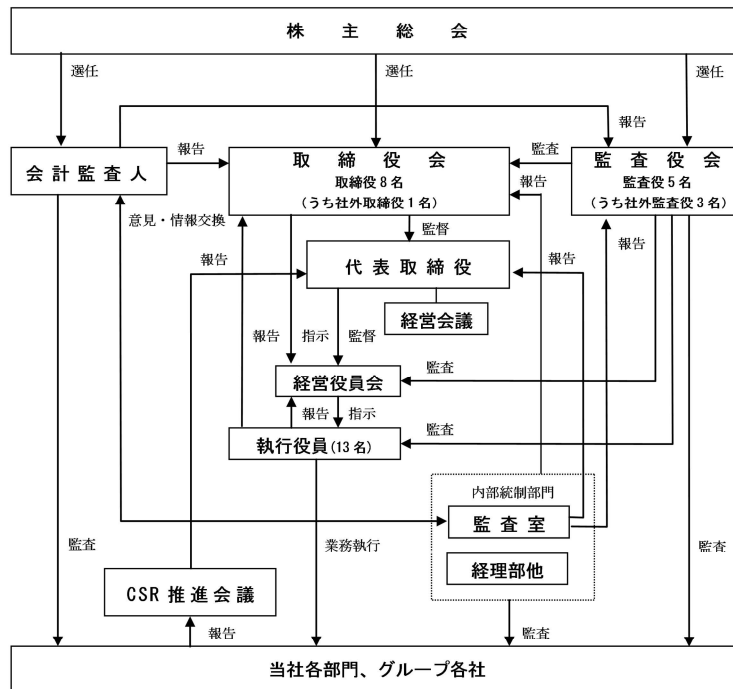 株主総会
選任
選任
選任
報告
会計監査人
報告
取締役会
取締役8名
(うち社外取締役1名)
監査
監査役会
監査役5名
(うち社外監査役3名)
報告
意見・情報交換
監督
報告
報告
代表取締役
報告
経営会議
報告
指示
監督
経営役員会
監査
報告
指示
執行役員(13名)
監査
内部統制部門
監査室
監査
業務執行
監査
経理部他
CSR推進会議
報告
監査
当社各部門、グループ各社